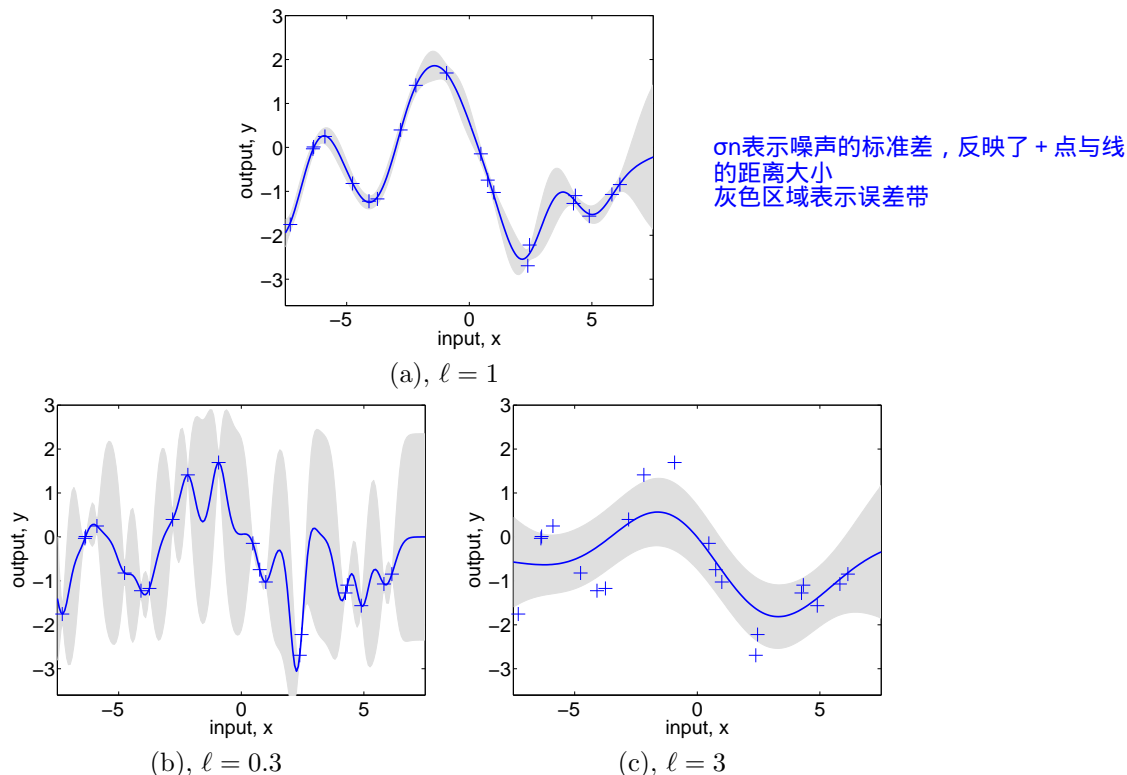 3
2
1
0
−1
−2
−3
output, y
−5
0
5
input, x
(a), ℓ = 1
σn表示噪声的标准差，反映了 + 点与线
的距离大小
灰色区域表示误差带
3
2
1
0
−1
−2
−3
output, y
−5
0
5
input, x
(b), ℓ = 0.3
3
2
1
0
−1
−2
−3
output, y
−5
0
5
input, x
(c), ℓ = 3